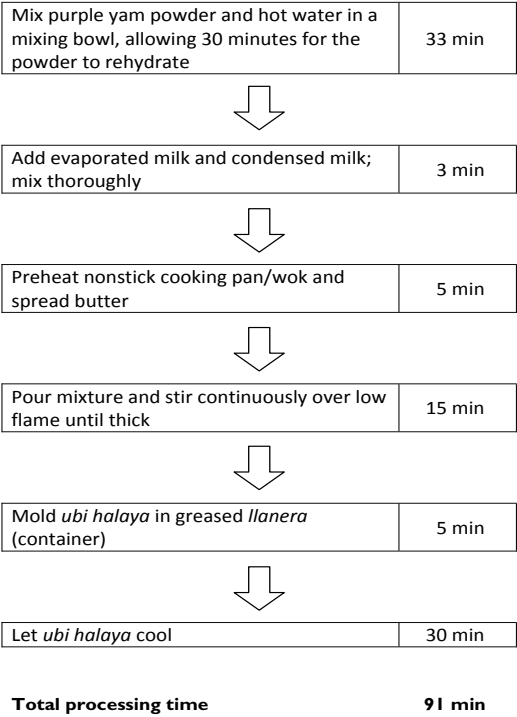 Mix purple yam powder and hot water in a
mixing bowl, allowing 30 minutes for the
powder to rehydrate
33 min
Add evaporated milk and condensed milk;
mix thoroughly
3 min
Preheat nonstick cooking pan/wok and
spread butter
5 min
Pour mixture and stir continuously over low
flame until thick
15 min
Mold ubi halaya in greased llanera
(container)
5 min
Let ubi halaya cool
30 min
Total processing time
91 min